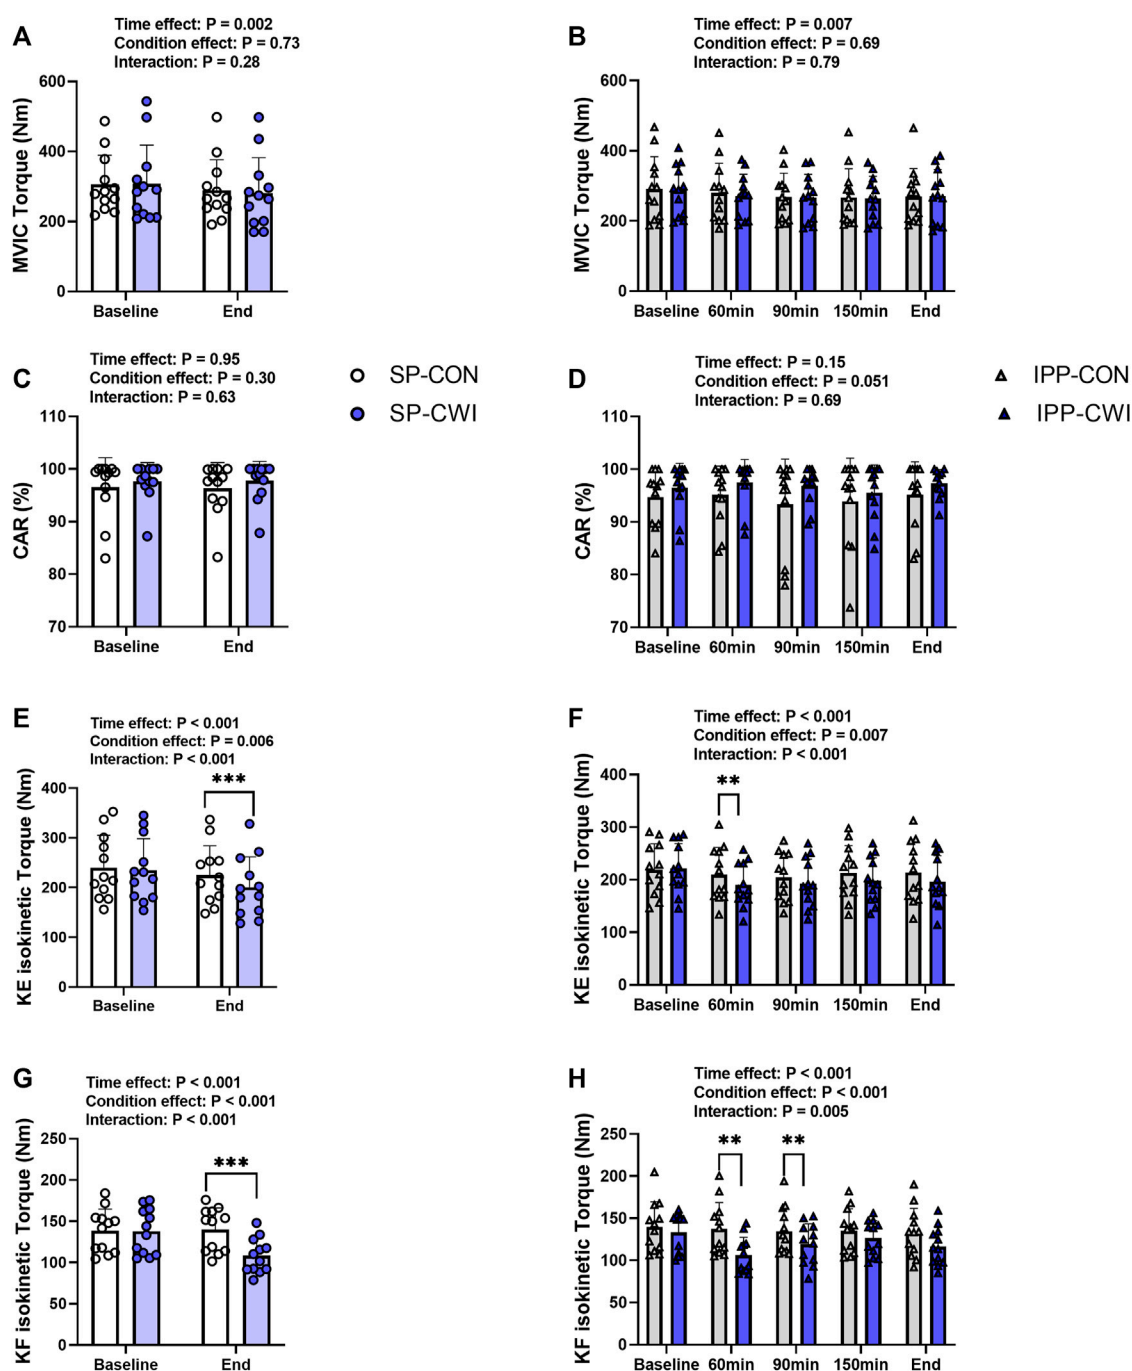 A
Time effect: P = 0.002
Condition effect: P = 0.73
Interaction: P = 0.28
MVIC Torque (Nm)
600
400
200
0
Baseline End
B
Time effect: P = 0.007
Condition effect: P = 0.69
Interaction: P = 0.79
MVIC Torque (Nm)
600
400
200
0
Baseline 60min 90min 150min End
C
Time effect: P = 0.95
Condition effect: P = 0.30
Interaction: P = 0.63
CAR (%)
110
100
90
80
70
Baseline End
SP-CON
SP-CWI
D
Time effect: P = 0.15
Condition effect: P = 0.051
Interaction: P = 0.69
CAR (%)
110
100
90
80
70
Baseline 60min 90min 150min End
IPP-CON
IPP-CWI
E
Time effect: P < 0.001
Condition effect: P = 0.006
Interaction: P < 0.001
KE isokinetic Torque (Nm)
400
300
200
100
0
***
Baseline End
F
Time effect: P < 0.001
Condition effect: P = 0.007
Interaction: P < 0.001
KE isokinetic Torque (Nm)
400
300
200
100
0
**
Baseline 60min 90min 150min End
G
Time effect: P < 0.001
Condition effect: P < 0.001
Interaction: P < 0.001
KF isokinetic Torque (Nm)
250
200
150
100
50
0
***
Baseline End
H
Time effect: P < 0.001
Condition effect: P < 0.001
Interaction: P = 0.005
KF isokinetic Torque (Nm)
250
200
150
100
50
0
** **
Baseline 60min 90min 150min End